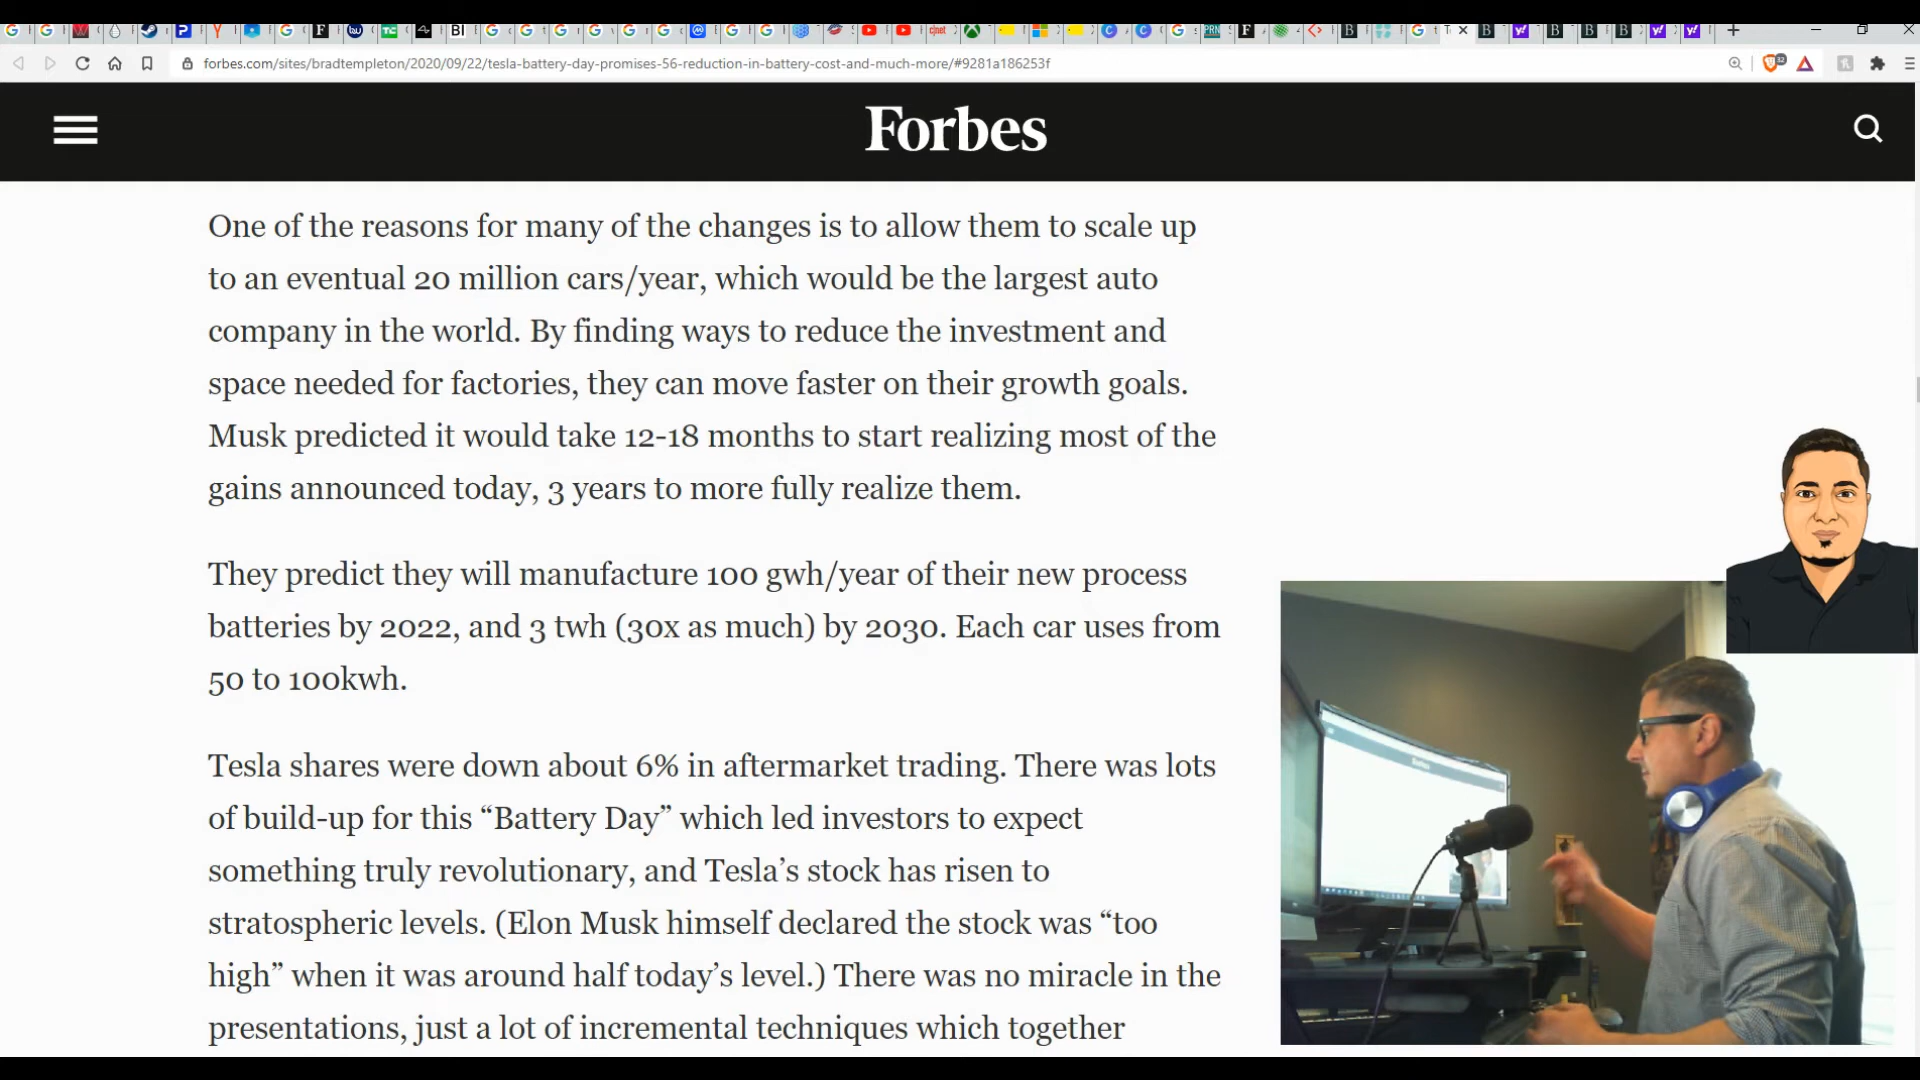 forbes.com/sites/bradtempleton/2020/09/22/tesla-battery-day-promises-56-reduction-in-battery-cost-and-much-more/#9281a186253f
Forbes
One of the reasons for many of the changes is to allow them to scale up
to an eventual 20 million cars/year, which would be the largest auto
company in the world. By finding ways to reduce the investment and
space needed for factories, they can move faster on their growth goals.
Musk predicted it would take 12-18 months to start realizing most of the
gains announced today, 3 years to more fully realize them.
They predict they will manufacture 100 gwh/year of their new process
batteries by 2022, and 3 twh (30x as much) by 2030. Each car uses from
50 to 100kwh.
Tesla shares were down about 6% in aftermarket trading. There was lots
of build-up for this “Battery Day” which led investors to expect
something truly revolutionary, and Tesla’s stock has risen to
stratospheric levels. (Elon Musk himself declared the stock was “too
high” when it was around half today’s level.) There was no miracle in the
presentations, just a lot of incremental techniques which together